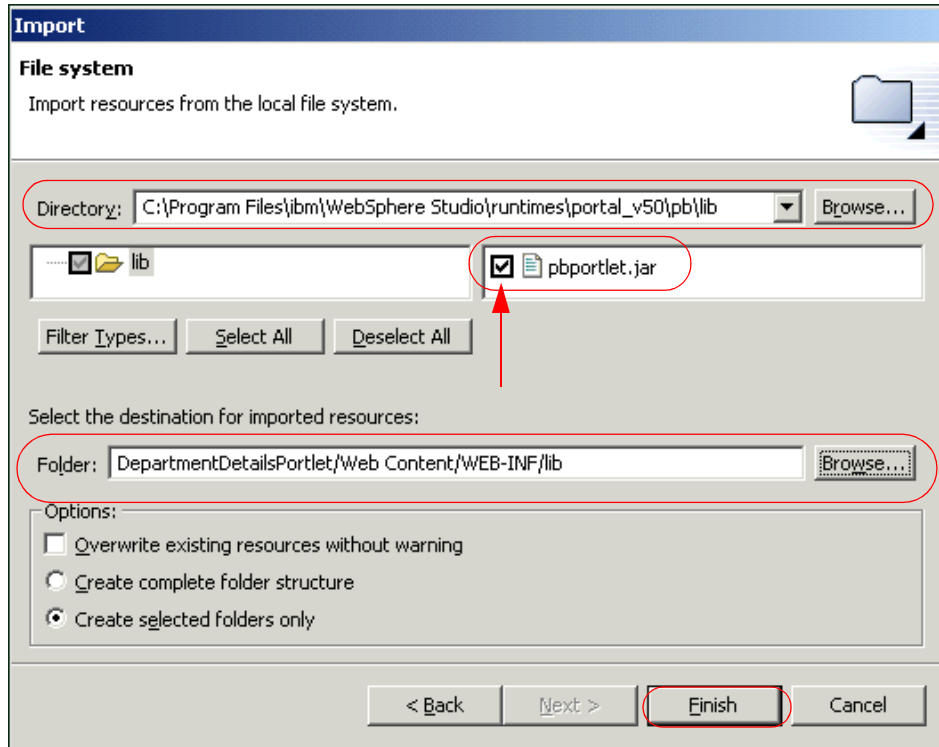 Import
File system
Import resources from the local file system.
Directory: C:\Program Files\ibm\WebSphere Studio\runtimes\portal_v50\pb\lib Browse...
lib pbportlet.jar
Filter Types... Select All Deselect All
Select the destination for imported resources:
Folder: DepartmentDetailsPortlet/Web Content/WEB-INF/lib Browse...
Options:
Overwrite existing resources without warning
Create complete folder structure
Create selected folders only
< Back Next > Finish Cancel